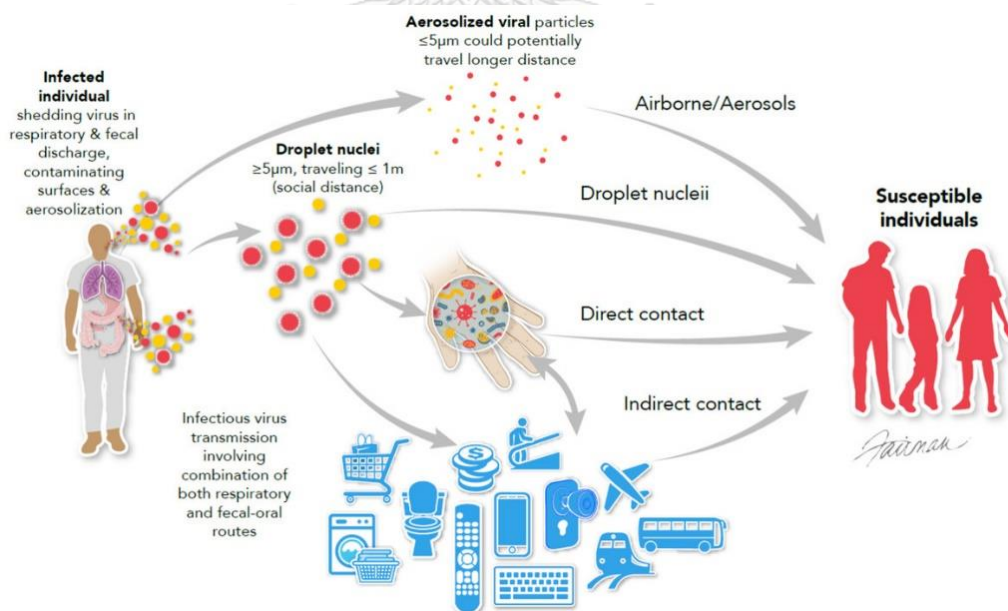 Aerosolized viral particles
≤5µm could potentially
travel longer distance
Infected
individual
shedding virus in
respiratory & fecal
discharge,
contaminating
surfaces &
aerosolization
Airborne/Aerosols
Droplet nuclei
≥5µm, traveling ≤ 1m
(social distance)
Droplet nucleii
Susceptible
individuals
Direct contact
Indirect contact
Infectious virus
transmission
involving
combination of
both respiratory
and fecal-oral
routes
$
Fairman